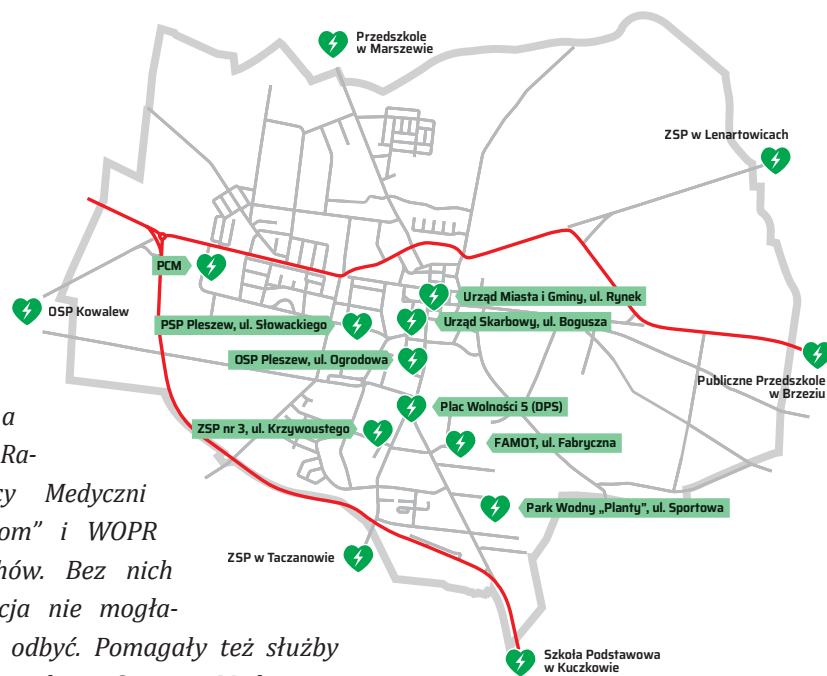 Przedszkole
w Marszewie
ZSP w Lenartowicach
PCM
OSP Kowalew
Urząd Miasta i Gminy, ul. Rynek
PSP Pleszew, ul. Słowackiego
Urząd Skarbowy, ul. Bogusza
OSP Pleszew, ul. Ogrodowa
Publiczne Przedszkole
w Brzeziu
Plac Wolności 5 (DPS)
ZSP nr 3, ul. Krzywoustego
FAMOT, ul. Fabryczna
Park Wodny „Planty”, ul. Sportowa
ZSP w Taczanowie
Szkoła Podstawowa
w Kuczkowie
a
Ra-
Medyczni
om” i WOPR
Bez nich
nie mogła-
odbyć. Pomagały też służby